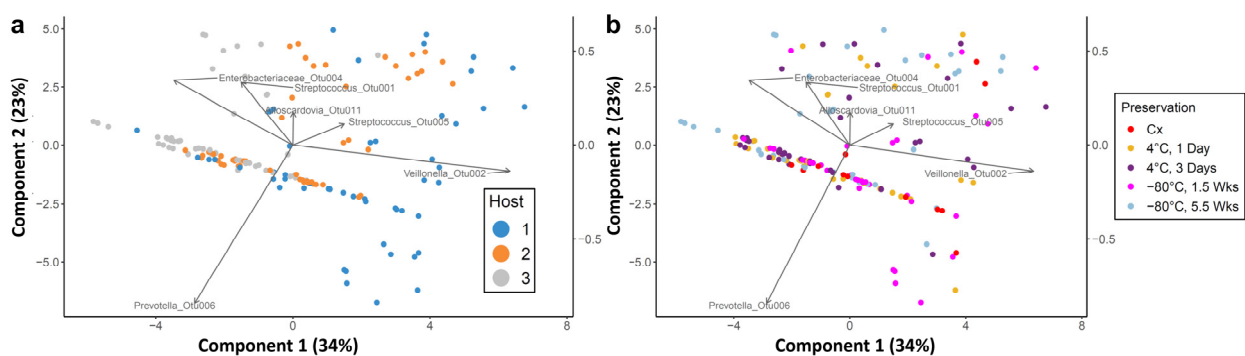 a
5.0
2.5
0.0
−2.5
−5.0
Component 2 (23%)
Enterobacteriaceae_Otu004
Streptococcus_Otu001
Alloscardovia_Otu011
Streptococcus_Otu005
Veillonella_Otu002
Prevotella_Otu006
0.5
0.0
−0.5
Host
1
2
3
−4
0
4
8
Component 1 (34%)
b
5.0
2.5
0.0
−2.5
−5.0
Component 2 (23%)
Enterobacteriaceae_Otu004
Streptococcus_Otu001
Alloscardovia_Otu011
Streptococcus_Otu005
Veillonella_Otu002
Prevotella_Otu006
0.5
0.0
−0.5
−4
0
4
8
Component 1 (34%)
Preservation
Cx
4°C, 1 Day
4°C, 3 Days
−80°C, 1.5 Wks
−80°C, 5.5 Wks